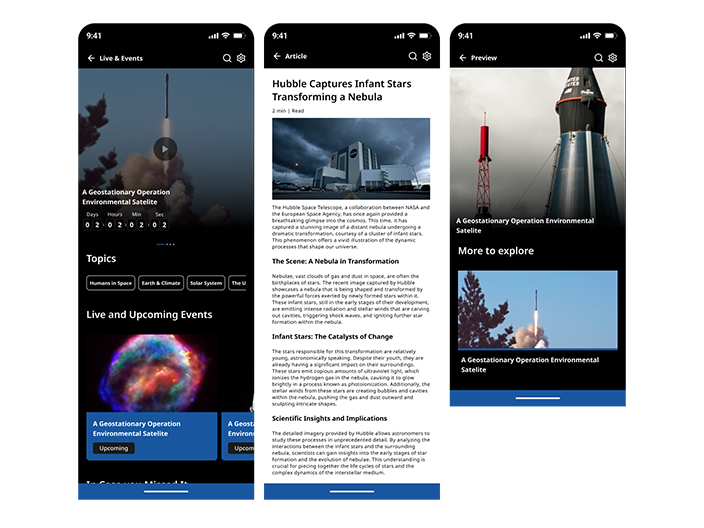 9:41
Live & Events
A Geostationary Operation
Environmental Satelite
Days Hours Min Sec
0 2 : 0 2 : 0 2 : 0 2
Topics
Humans in Space
Earth & Climate
Solar System
The U
Live and Upcoming Events
A Geostationary Operation
Environmental Satelite
Upcoming
A Geo
Enviro
Upcom
In Case you Missed It
9:41
Article
Hubble Captures Infant Stars
Transforming a Nebula
2 min | Read
The Hubble Space Telescope, a collaboration between NASA and
the European Space Agency, has once again provided a
breathtaking glimpse into the cosmos. This time, it has
captured a stunning image of a distant nebula undergoing a
dramatic transformation, courtesy of a cluster of infant stars.
This phenomenon offers a vivid illustration of the dynamic
processes that shape our universe.
The Scene: A Nebula in Transformation
Nebulae, vast clouds of gas and dust in space, are often the
birthplaces of stars. The recent image captured by Hubble
showcases a nebula that is being shaped and transformed by
the powerful forces exerted by newly formed stars within it.
These infant stars, still in the early stages of their development,
are emitting intense radiation and stellar winds that are carving
out cavities, triggering shock waves, and igniting further star
formation within the nebula.
Infant Stars: The Catalysts of Change
The stars responsible for this transformation are relatively
young, astronomically speaking. Despite their youth, they are
already having a significant impact on their surroundings.
These stars emit copious amounts of ultraviolet light, which
ionizes the hydrogen gas in the nebula, causing it to glow
brightly in a process known as photoionization. Additionally, the
stellar winds from these stars are creating bubbles and cavities
within the nebula, pushing the gas and dust outward and
sculpting intricate shapes.
Scientific Insights and Implications
The detailed imagery provided by Hubble allows astronomers to
study these processes in unprecedented detail. By analyzing the
interactions between the infant stars and the surrounding
nebula, scientists can gain insights into the early stages of star
formation and the evolution of nebulae. This understanding is
crucial for piecing together the life cycles of stars and the
complex dynamics of the interstellar medium.
9:41
Preview
UNITED
STATES
A Geostationary Operation Environmental
Satelite
More to explore
A Geostationary Operation Environmental
Satelite